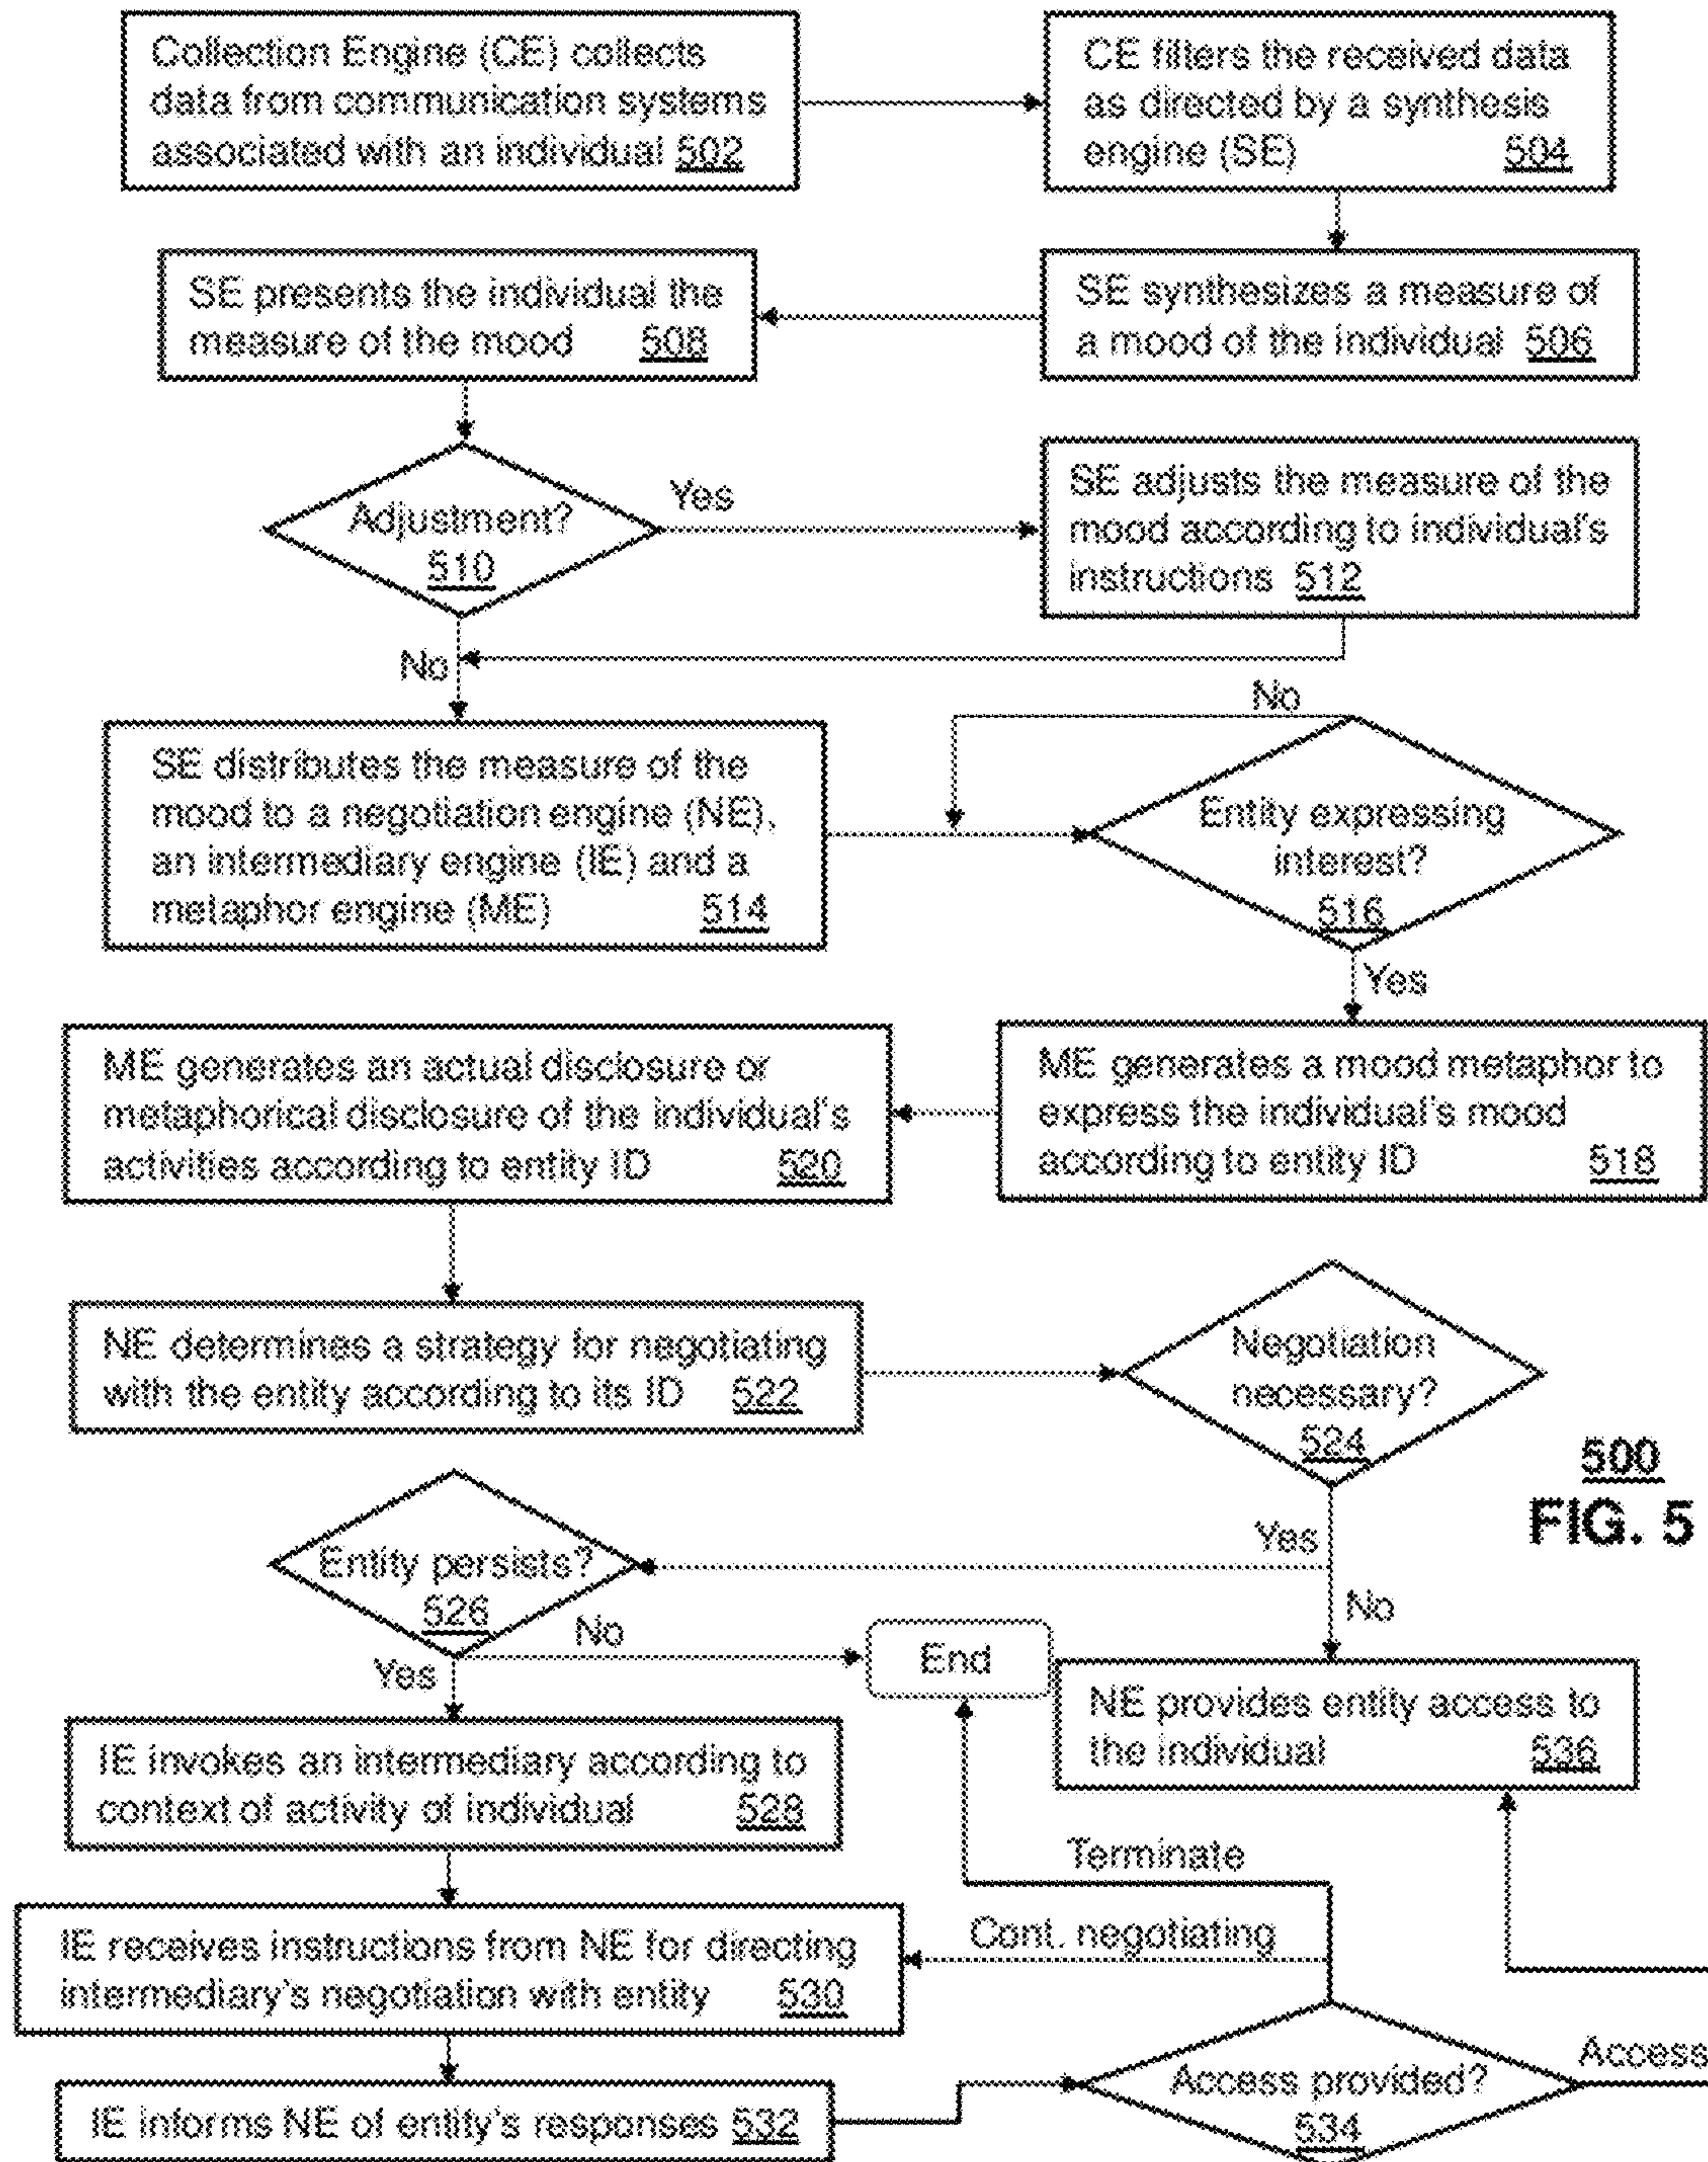 Collection Engine (CE) collects
data from communication systems
associated with an individual 502
CE filters the received data
as directed by a synthesis
engine (SE) 504
SE presents the individual the
measure of the mood 508
SE synthesizes a measure of
a mood of the individual 506
Adjustment?
510
Yes
SE adjusts the measure of the
mood according to individual's
instructions 512
No
No
SE distributes the measure of the
mood to a negotiation engine (NE),
an intermediary engine (IE) and a
metaphor engine (ME) 514
Entity expressing
interest?
516
Yes
ME generates an actual disclosure or
metaphorical disclosure of the individual's
activities according to entity ID 520
ME generates a mood metaphor to
express the individual's mood
according to entity ID 518
NE determines a strategy for negotiating
with the entity according to its ID 522
Negotiation
necessary?
524
500
FIG. 5
Yes
Entity persists?
526
No
No
Yes
End
NE provides entity access to
the individual 536
IE invokes an intermediary according to
context of activity of individual 528
Terminate
Cont. negotiating
IE receives instructions from NE for directing
intermediary's negotiation with entity 530
Access
Access provided?
534
IE informs NE of entity's responses 532